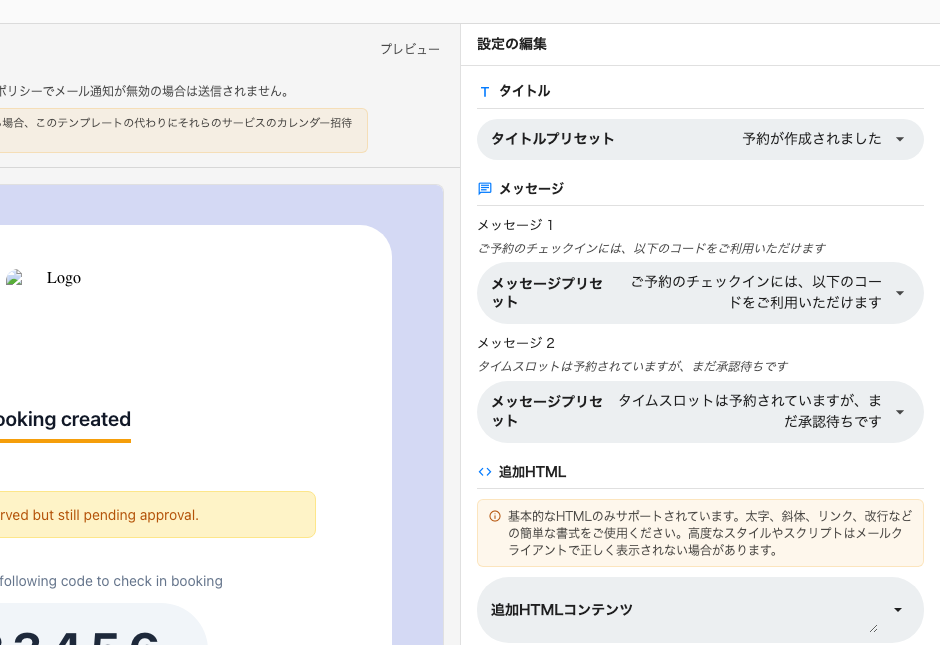 プレビュー
ポリシーでメール通知が無効の場合は送信されません。
場合、このテンプレートの代わりにそれらのサービスのカレンダー招待
Logo
ooking created
rved but still pending approval.
following code to check in booking
3456
設定の編集
タイトル
タイトルプリセット 予約が作成されました
メッセージ
メッセージ 1
ご予約のチェックインには、以下のコードをご利用いただけます
メッセージプリセット ご予約のチェックインには、以下のコードをご利用いただけます
メッセージ 2
タイムスロットは予約されていますが、まだ承認待ちです
メッセージプリセット タイムスロットは予約されていますが、まだ承認待ちです
追加HTML
基本的なHTMLのみサポートされています。太字、斜体、リンク、改行など
の簡単な書式をご使用ください。高度なスタイルやスクリプトはメールク
ライアントで正しく表示されない場合があります。
追加HTMLコンテンツ